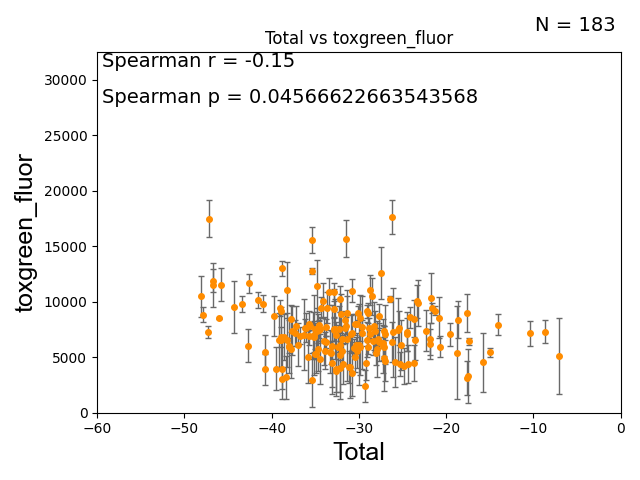 N = 183
Total vs toxgreen_fluor
Spearman r = -0.15
Spearman p = 0.04566622663543568
toxgreen_fluor
30000
25000
20000
15000
10000
5000
0
−60 −50 −40 −30 −20 −10 0
Total